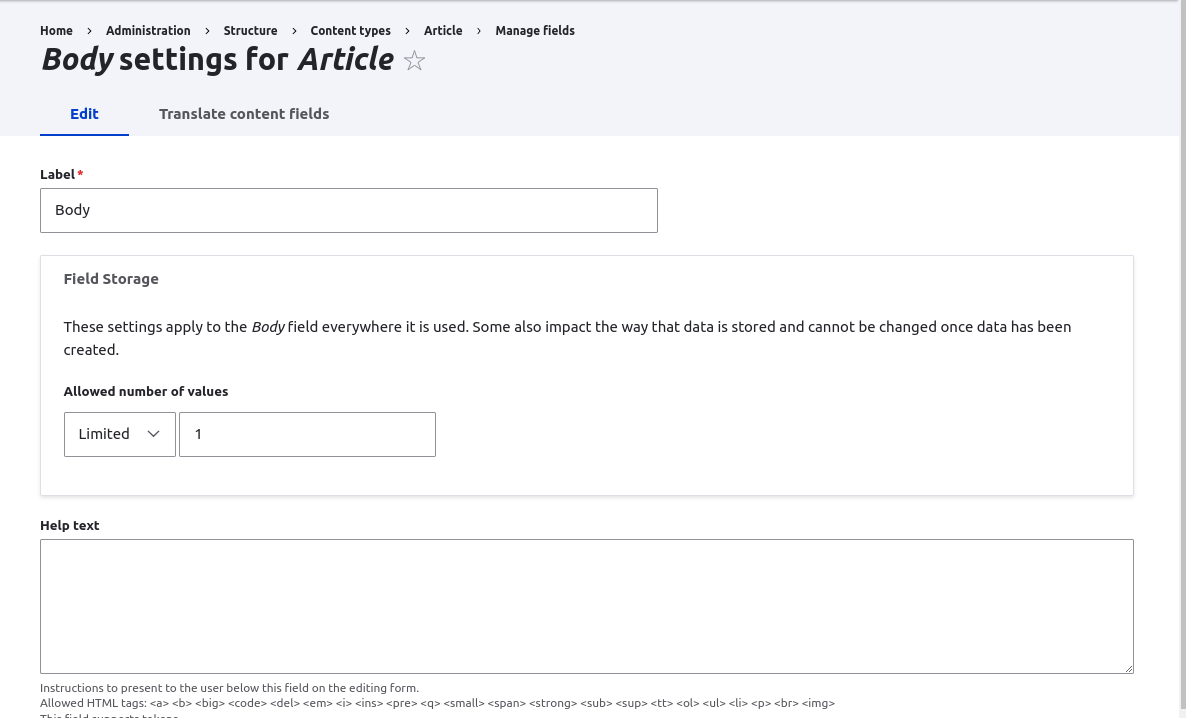 Home > Administration > Structure > Content types > Article > Manage fields
Body settings for Article
Edit Translate content fields
Label*
Body
Field Storage
These settings apply to the Body field everywhere it is used. Some also impact the way that data is stored and cannot be changed once data has been
created.
Allowed number of values
Limited 1
Help text
Instructions to present to the user below this field on the editing form.
Allowed HTML tags: <a> <b> <big> <code> <del> <em> <i> <ins> <pre> <q> <small> <span> <strong> <sub> <sup> <tt> <ol> <ul> <li> <p> <br> <img>
This field supports tokens.